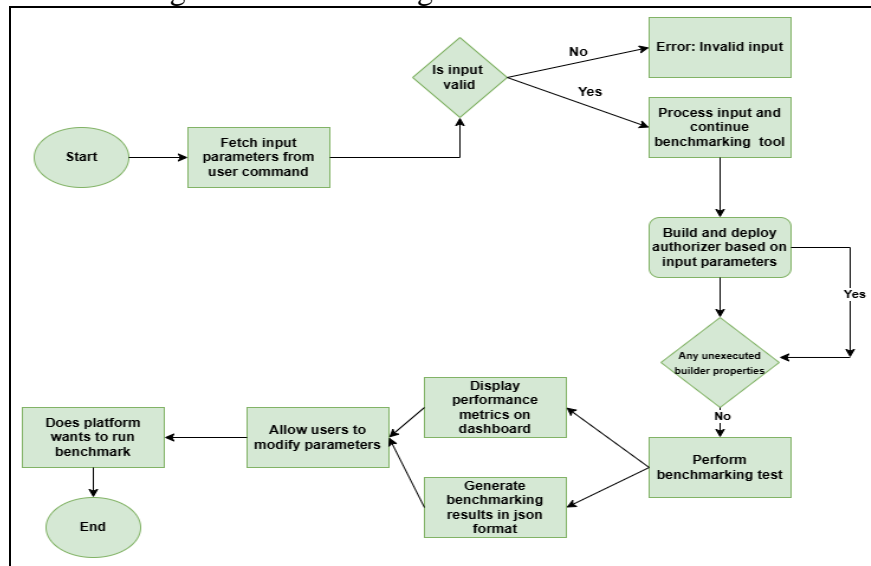 Start
Fetch input
parameters from
user command
Is input
valid
No
Yes
Error: Invalid input
Process input and
continue
benchmarking tool
Build and deploy
authorizer based on
input parameters
Yes
Any unexecuted
builder properties
No
Perform
benchmarking test
Display
performance
metrics on
dashboard
Generate
benchmarking
results in json
format
Allow users to
modify parameters
Does platform
wants to run
benchmark
End